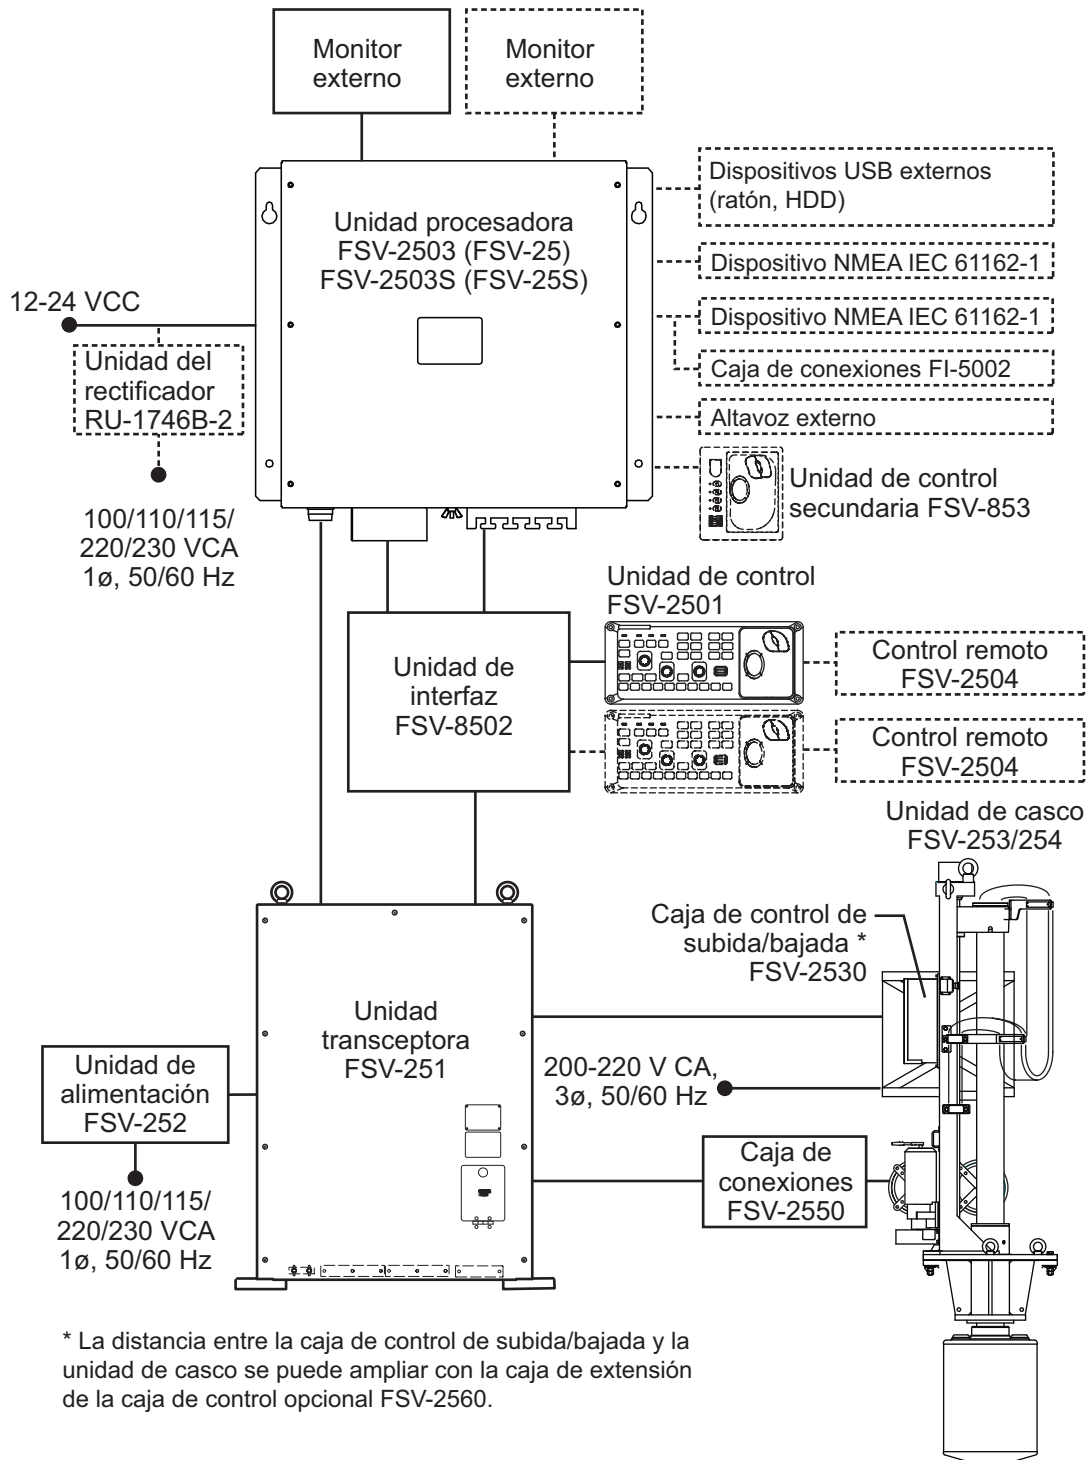 Monitor
externo
Monitor
externo
Dispositivos USB externos
(ratón, HDD)
Unidad procesadora
FSV-2503 (FSV-25)
FSV-2503S (FSV-25S)
Dispositivo NMEA IEC 61162-1
12-24 VCC
Dispositivo NMEA IEC 61162-1
Unidad del
rectificador
RU-1746B-2
Caja de conexiones FI-5002
Altavoz externo
Unidad de control
secundaria FSV-853
100/110/115/
220/230 VCA
1ø, 50/60 Hz
Unidad de control
FSV-2501
Unidad de
interfaz
FSV-8502
Control remoto
FSV-2504
Control remoto
FSV-2504
Unidad de casco
FSV-253/254
Caja de control de
subida/bajada *
FSV-2530
Unidad
transceptora
FSV-251
Unidad de
alimentación
FSV-252
200-220 V CA,
3ø, 50/60 Hz
Caja de
conexiones
FSV-2550
100/110/115/
220/230 VCA
1ø, 50/60 Hz
* La distancia entre la caja de control de subida/bajada y la
unidad de casco se puede ampliar con la caja de extensión
de la caja de control opcional FSV-2560.